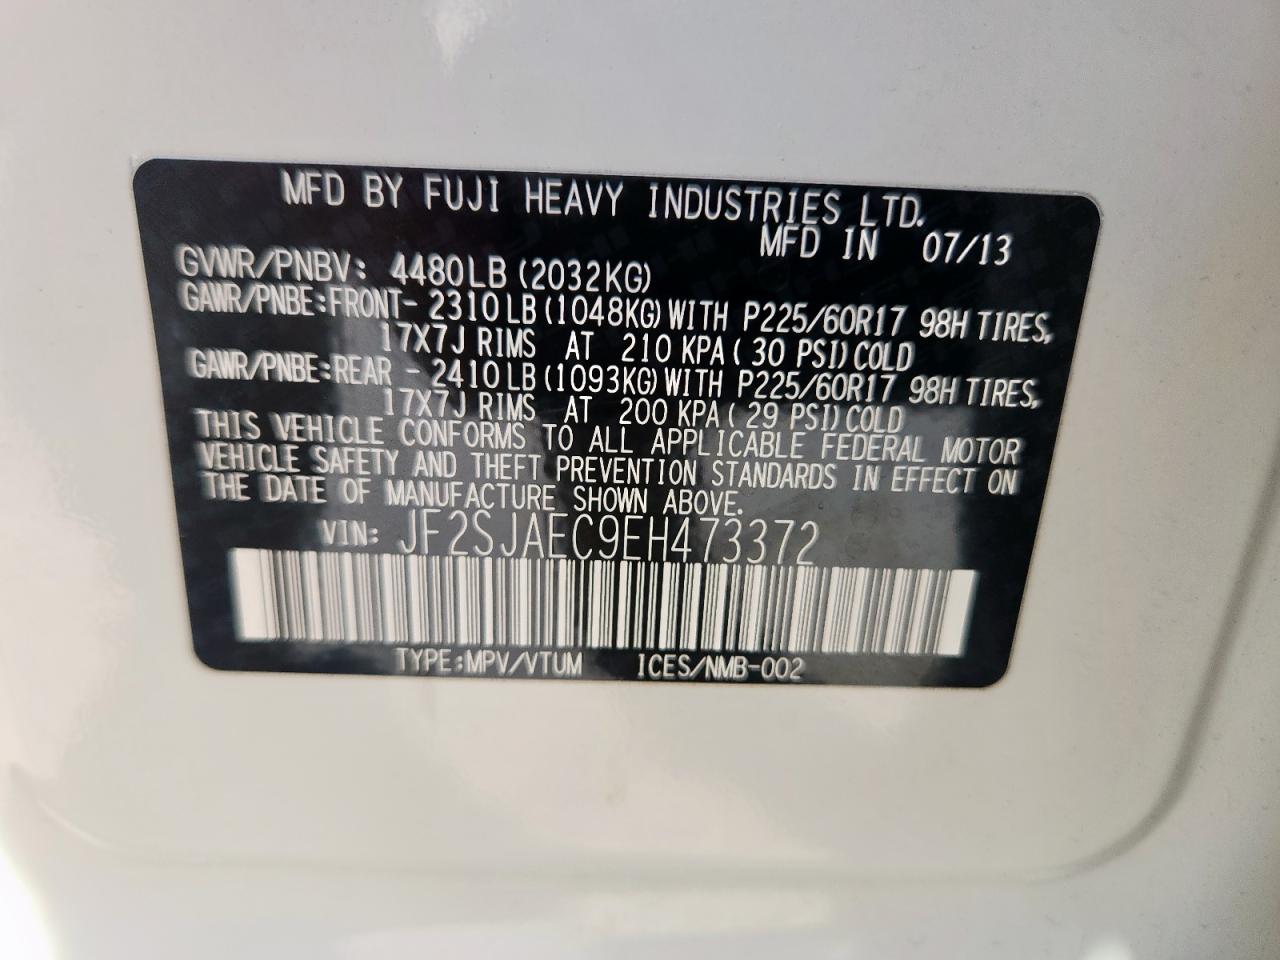 MFD BY FUJI HEAVY INDUSTRIES LTD.
MFD IN 07/13
GVWR/PNBV: 4480LB (2032KG)
GAWR/PNBE:FRONT- 2310LB(1048KG)WITH P225/60R17 98H TIRES,
17X7J RIMS AT 210 KPA( 30 PSI)COLD
GAWR/PNBE:REAR - 2410LB(1093KG)WITH P225/60R17 98H TIRES,
17X7J RIMS AT 200 KPA( 29 PSI)COLD
THIS VEHICLE CONFORMS TO ALL APPLICABLE FEDERAL MOTOR
VEHICLE SAFETY AND THEFT PREVENTION STANDARDS IN EFFECT ON
THE DATE OF MANUFACTURE SHOWN ABOVE.
VIN: JF2SJAEC9EH473372
TYPE:MPV/VTUM ICES/NMB-002